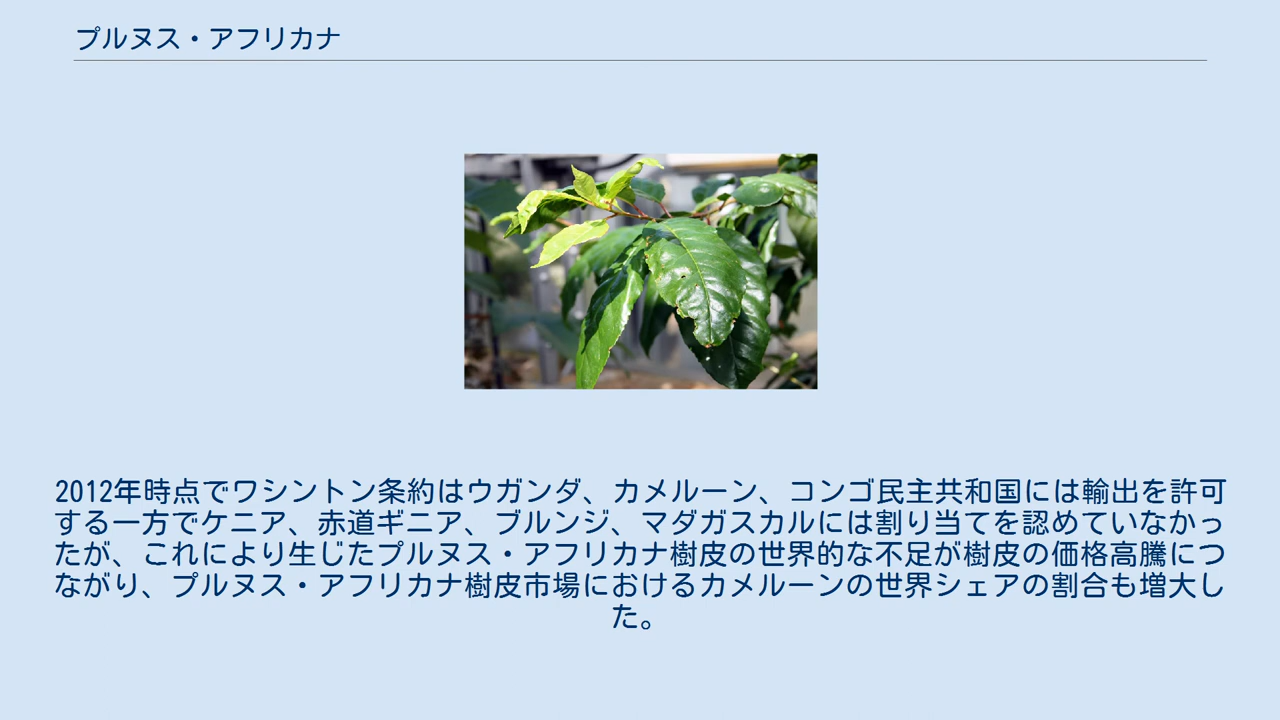 プルヌス・アフリカナ
2012年時点でワシントン条約はウガンダ、カメルーン、コンゴ民主共和国には輸出を許可
する一方でケニア、赤道ギニア、ブルンジ、マダガスカルには割り当てを認めていなかっ
たが、これにより生じたプルヌス・アフリカナ樹皮の世界的な不足が樹皮の価格高騰につ
ながり、プルヌス・アフリカナ樹皮市場におけるカメルーンの世界シェアの割合も増大し
た。